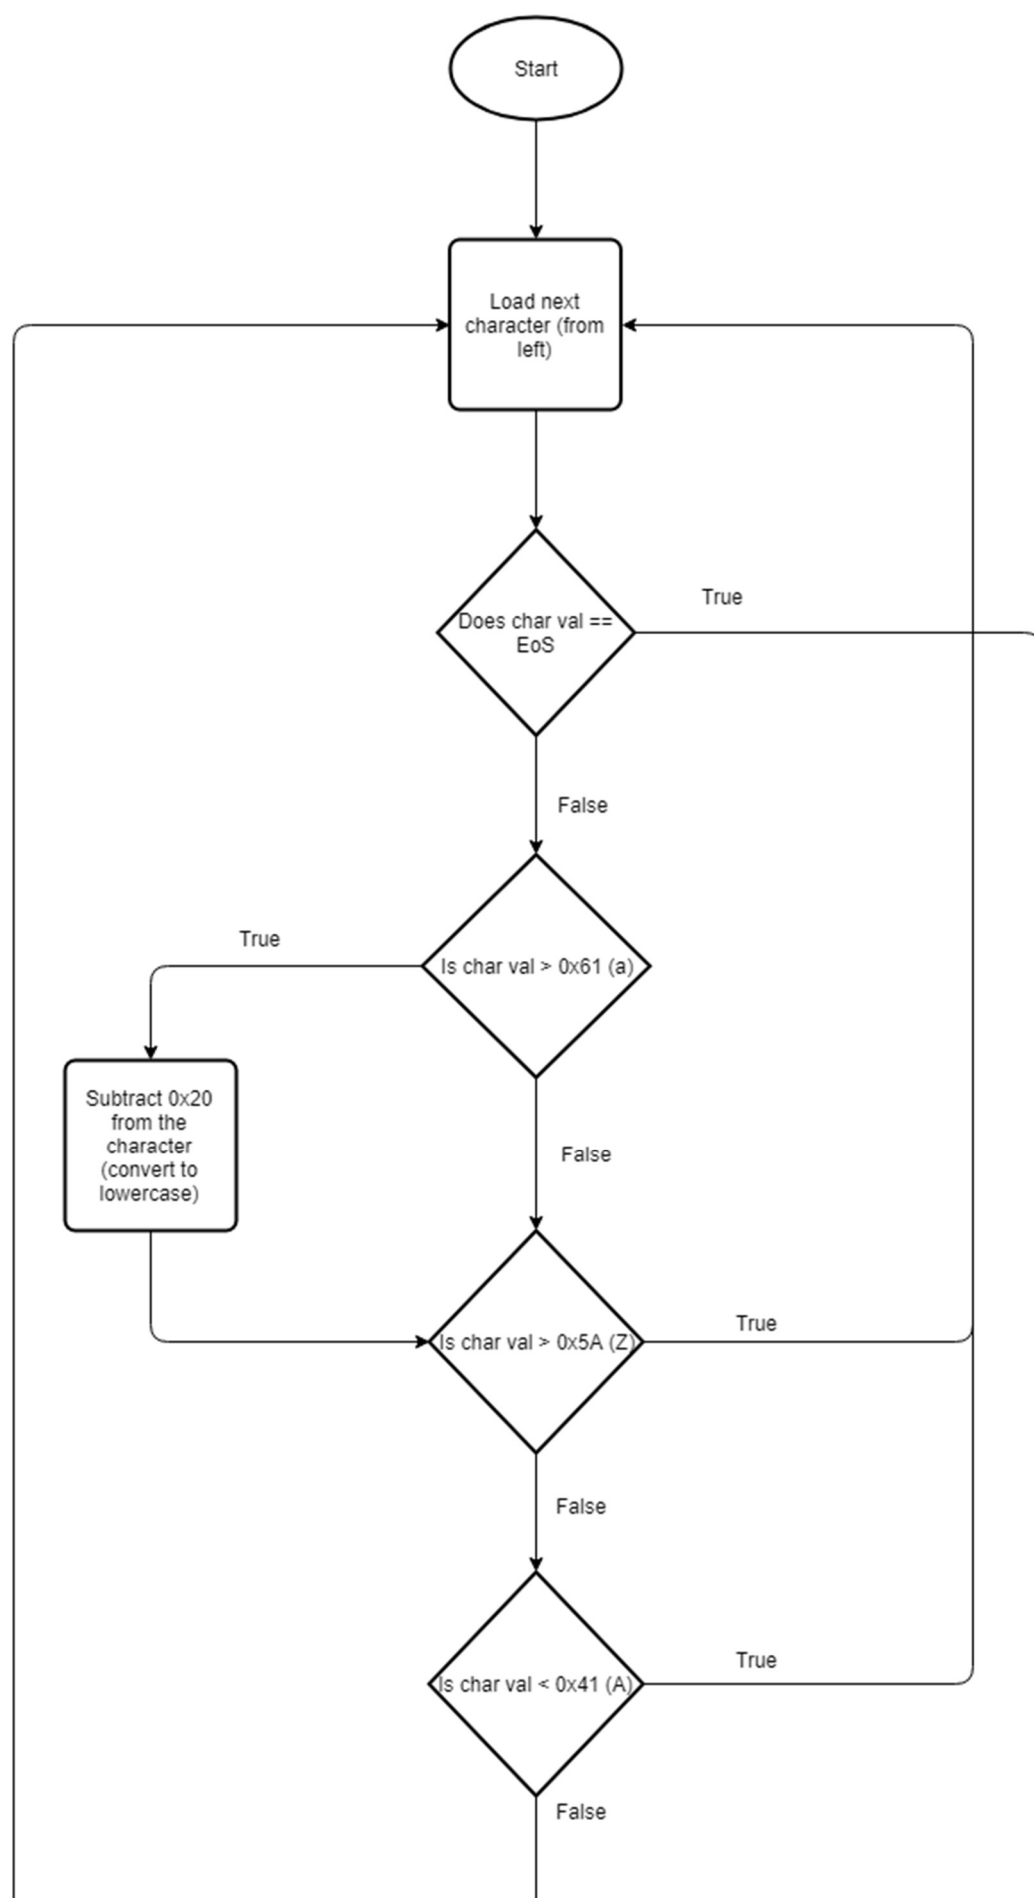 Start
Load next
character (from
left)
Does char val ==
EoS
True
False
Is char val > 0x61 (a)
True
Subtract 0x20
from the
character
(convert to
lowercase)
False
Is char val > 0x5A (Z)
True
False
Is char val < 0x41 (A)
True
False